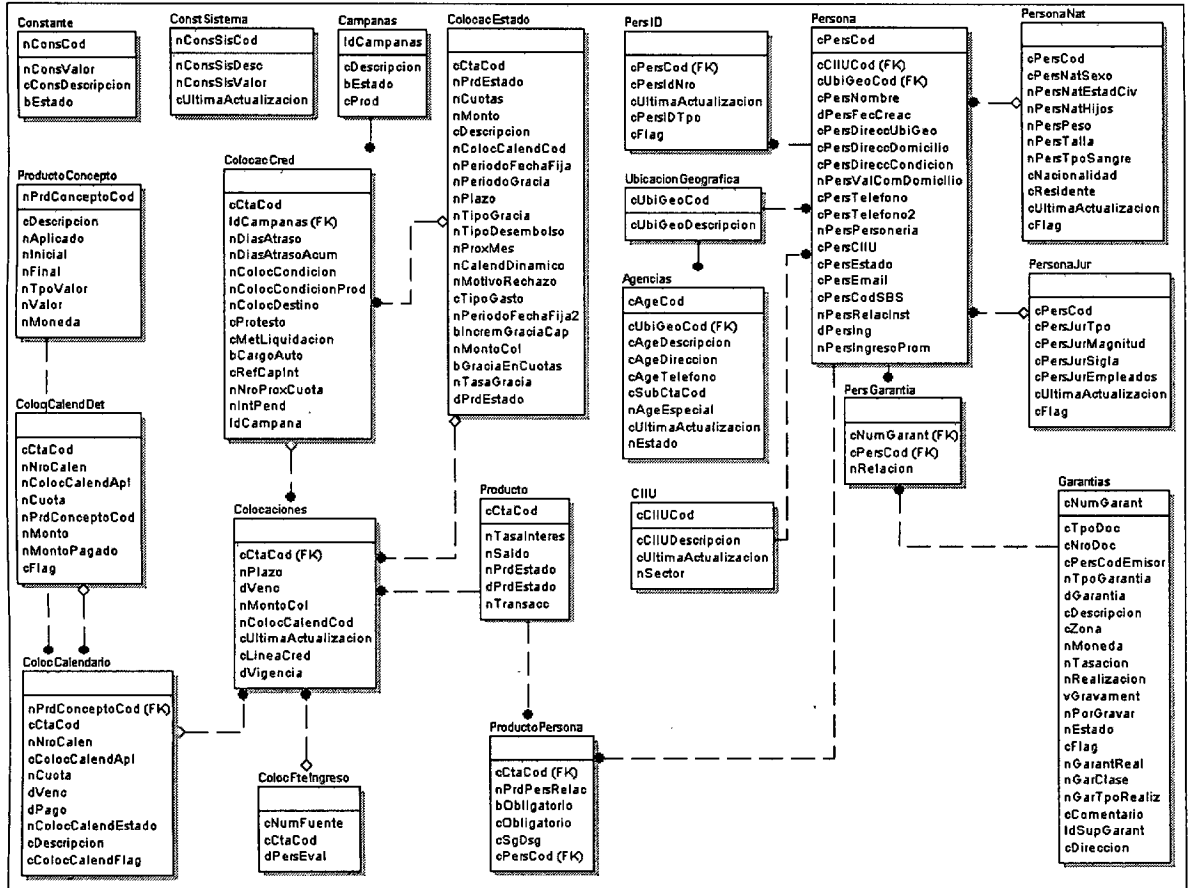 Constante
nConsCod
nConsValor
cConsDescripcion
bEstado
ConstSistema
nConsSisCod
nConsSisDesc
nConsSisValor
cUltimaActualizacion
Campanas
IdCampanas
cDescripcion
bEstado
cProd
ColocacEstado
cCtaCod
nPrdEstado
nCuotas
nMonto
cDescripcion
nColocCalendCod
nPeriodoFechaFija
nPeriodoGracia
nPlazo
nTipoGracia
nTipoDesembolso
nProxMes
nCalendDinamico
nMotivoRechazo
cTipoGasto
nPeriodoFechaFija2
bIncremGraciaCap
nMontoCol
bGraciaEnCuotas
nTasaGracia
dPrdEstado
PersID
cPersCod (FK)
cPersIdNro
cUltimaActualizacion
cPersIDTpo
cFlag
Persona
cPersCod
cCIIUCod (FK)
cUbiGeoCod (FK)
cPersNombre
dPersFecCreac
cPersDireccUbiGeo
cPersDireccDomicilio
cPersDireccCondicion
nPersValComDomicilio
cPersTelefono
cPersTelefono2
nPersPersoneria
cPersCIIU
cPersEstado
cPersEmail
cPersCodSBS
nPersRelacInst
dPersIng
nPersIngresoProm
PersonaNat
cPersCod
cPersNatSexo
nPersNatEstadCiv
nPersNatHijos
nPersPeso
nPersTalla
nPersTpoSangre
cNacionalidad
cResidente
cUltimaActualizacion
cFlag
ProductoConcepto
nPrdConceptoCod
cDescripcion
nAplicado
nInicial
nFinal
nTpoValor
nValor
nMoneda
ColocacCred
cCtaCod
IdCampanas (FK)
nDiasAtraso
nDiasAtrasoAcum
nColocCondicion
nColocCondicionProd
nColocDestino
cProtesto
cMetLiquidacion
bCargoAuto
cRefCapInt
nNroProxCuota
nIntPend
IdCampana
UbicacionGeografica
cUbiGeoCod
cUbiGeoDescripcion
Agencias
cAgeCod
cUbiGeoCod (FK)
cAgeDescripcion
cAgeDireccion
cAgeTelefono
cSubCtaCod
nAgeEspecial
cUltimaActualizacion
nEstado
PersonaJur
cPersCod
cPersJurTpo
cPersJurMagnitud
cPersJurSigla
cPersJurEmpleados
cUltimaActualizacion
cFlag
ColoqCalendDet
cCtaCod
nNroCalen
nColocCalendApl
nCuota
nPrdConceptoCod
nMonto
nMontoPagado
cFlag
PersGarantia
cNumGarant (FK)
cPersCod (FK)
nRelacion
Colocaciones
cCtaCod (FK)
nPlazo
dVenc
nMontoCol
nColocCalendCod
cUltimaActualizacion
cLineaCred
dVigencia
Producto
cCtaCod
nTasaInteres
nSaldo
nPrdEstado
dPrdEstado
nTransacc
CIIU
cCIIUCod
cCIIUDescripcion
cUltimaActualizacion
nSector
Garantias
cNumGarant
cTpoDoc
cNroDoc
cPersCodEmisor
nTpoGarantia
dGarantia
cDescripcion
cZona
nMoneda
nTasacion
nRealizacion
vGravament
nPorGravar
nEstado
cFlag
nGarantReal
nGarClase
nGarTpoRealiz
cComentario
IdSupGarant
cDireccion
ColocCalendario
nPrdConceptoCod (FK)
cCtaCod
nNroCalen
cColocCalendApl
nCuota
dVenc
dPago
nColocCalendEstado
cDescripcion
cColocCalendFlag
ColocFteIngreso
cNumFuente
cCtaCod
dPersEval
ProductoPersona
cCtaCod (FK)
nPrdPersRelac
bObligatorio
cObligatorio
cSgDsg
cPersCod (FK)